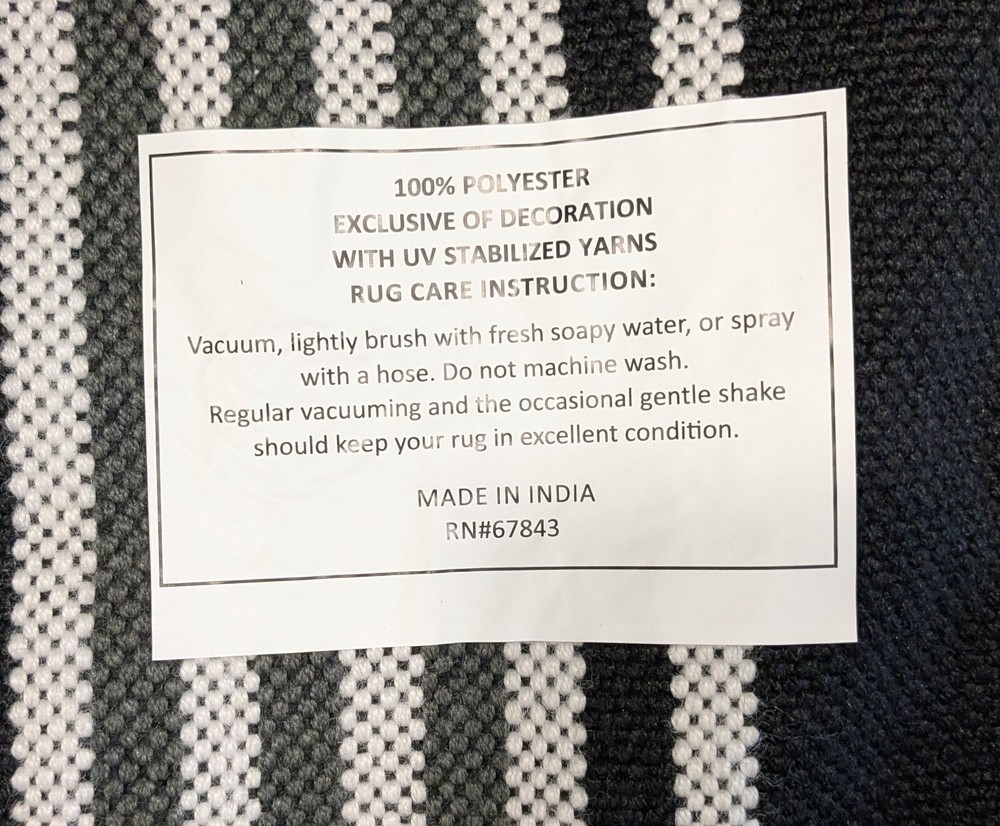 100% POLYESTER
EXCLUSIVE OF DECORATION
WITH UV STABILIZED YARNS
RUG CARE INSTRUCTION:
Vacuum, lightly brush with fresh soapy water, or spray
with a hose. Do not machine wash.
Regular vacuuming and the occasional gentle shake
should keep your rug in excellent condition.
MADE IN INDIA
RN#67843